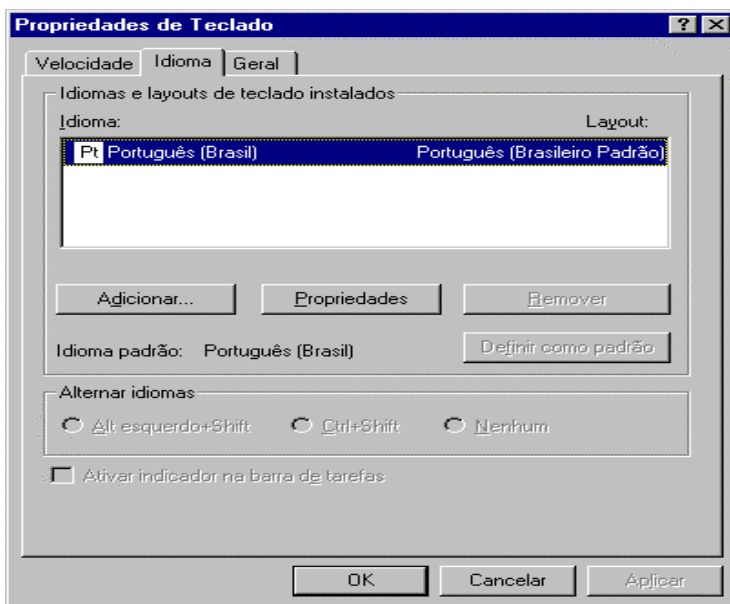 Propriedades de Teclado
Velocidade Idioma Geral
Idiomas e layouts de teclado instalados
Idioma: Layout:
Pt Português (Brasil) Português (Brasileiro Padrão)
Adicionar... Propriedades Remover
Idioma padrão: Português (Brasil) Definir como padrão
Alternar idiomas
Alt esquerdo+Shift Ctrl+Shift Nenhum
Ativar indicador na barra de tarefas
OK Cancelar Aplicar